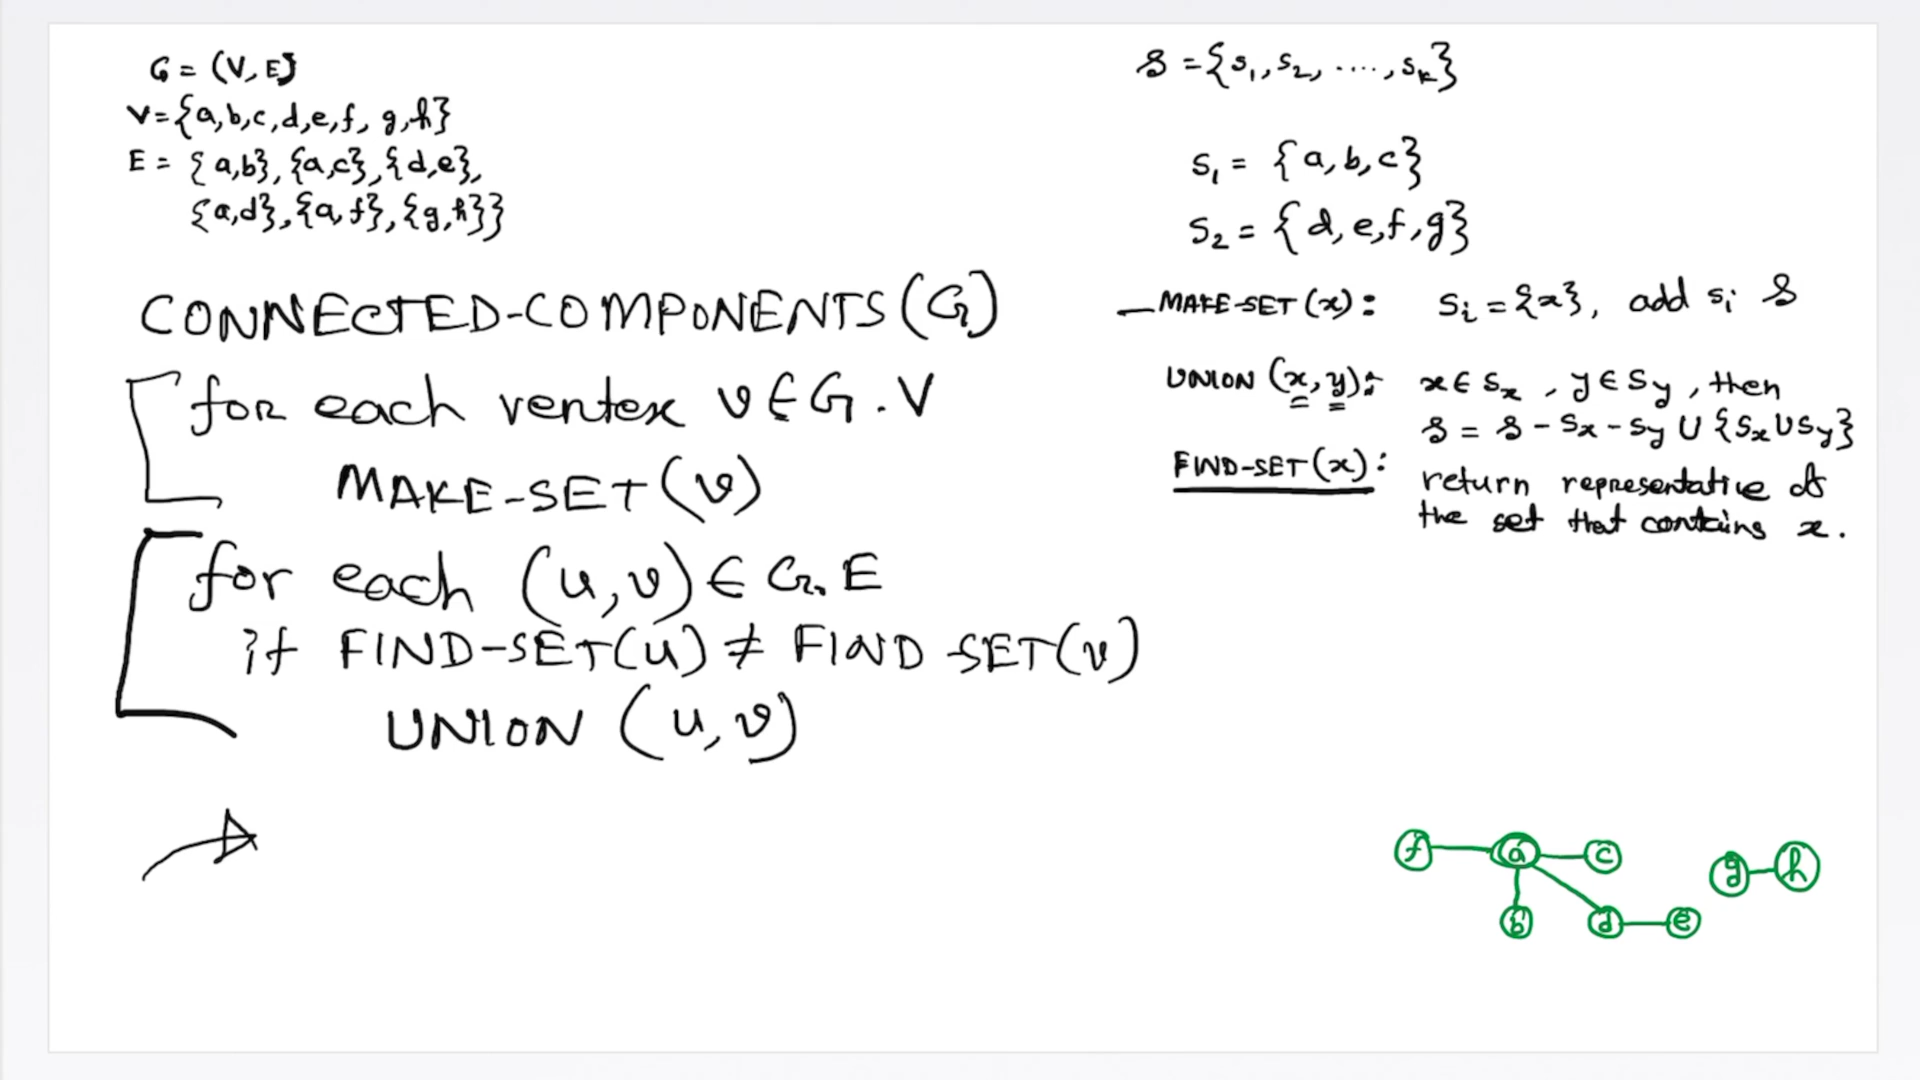 G = (V, E}
V={a,b,c,d,e,f, g,h}
E = { a,b}, {a,c}, {d,e},
{a,d}, {a,f}, {g,h}}
CONNECTED-COMPONENTS(G)
for each vertex v∈G.V
MAKE-SET(v)
for each (u,v)∈ G.E
if FIND-SET(u) ≠ FIND-SET(v)
UNION (u,v)
S = {s₁, s₂, ...., sₖ}
S₁ = {a,b,c}
S₂ = {d,e,f,g}
MAKE-SET(x): Sᵢ = {x}, add sᵢ S
UNION (x,y): x∈Sₓ, y∈Sy, then
S = S - Sₓ - Sy ∪ {Sₓ∪Sy}
FIND-SET(x): return representative of
the set that contains x.
f a c g h
b d e